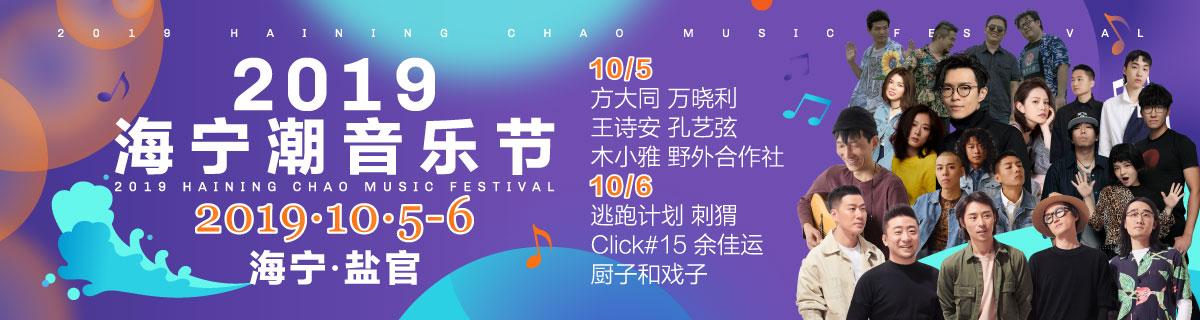 2019 HAINING CHAO MUSIC FESTIVAL
2019
海宁潮音乐节
2019 HAINING CHAO MUSIC FESTIVAL
2019·10·5-6
海宁·盐官
10/5
方大同 万晓利
王诗安 孔艺弦
木小雅 野外合作社
10/6
逃跑计划 刺猬
Click#15 余佳运
厨子和戏子